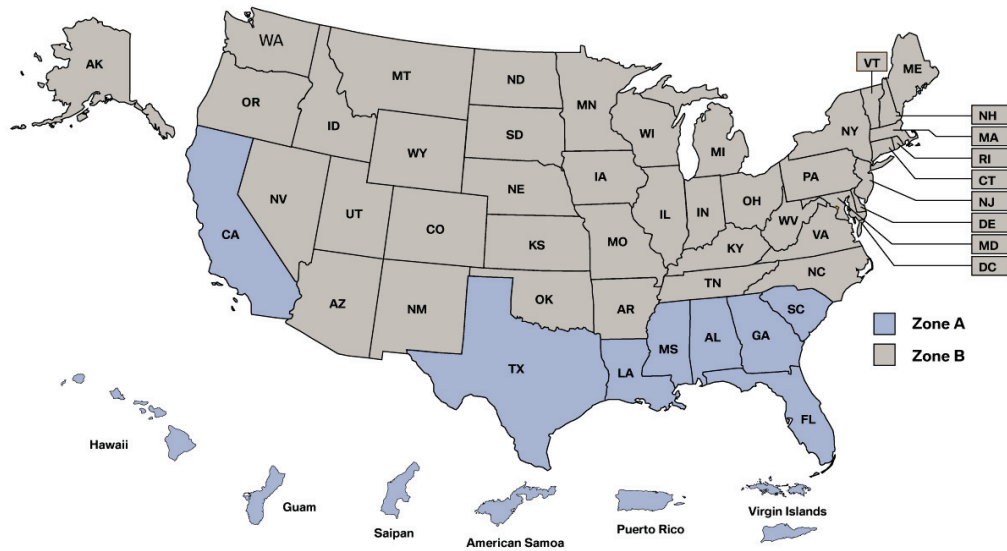 WA
VT
ME
AK
MT
ND
MN
NH
OR
MA
ID
SD
WI
NY
RI
WY
MI
CT
IA
PA
NJ
NE
NV
OH
DE
UT
IL
IN
WV
MD
CA
CO
VA
KS
MO
KY
DC
NC
TN
AZ
NM
OK
AR
SC
Zone A
MS
AL
GA
Zone B
TX
LA
FL
Hawaii
Guam
Virgin Islands
Saipan
Puerto Rico
American Samoa